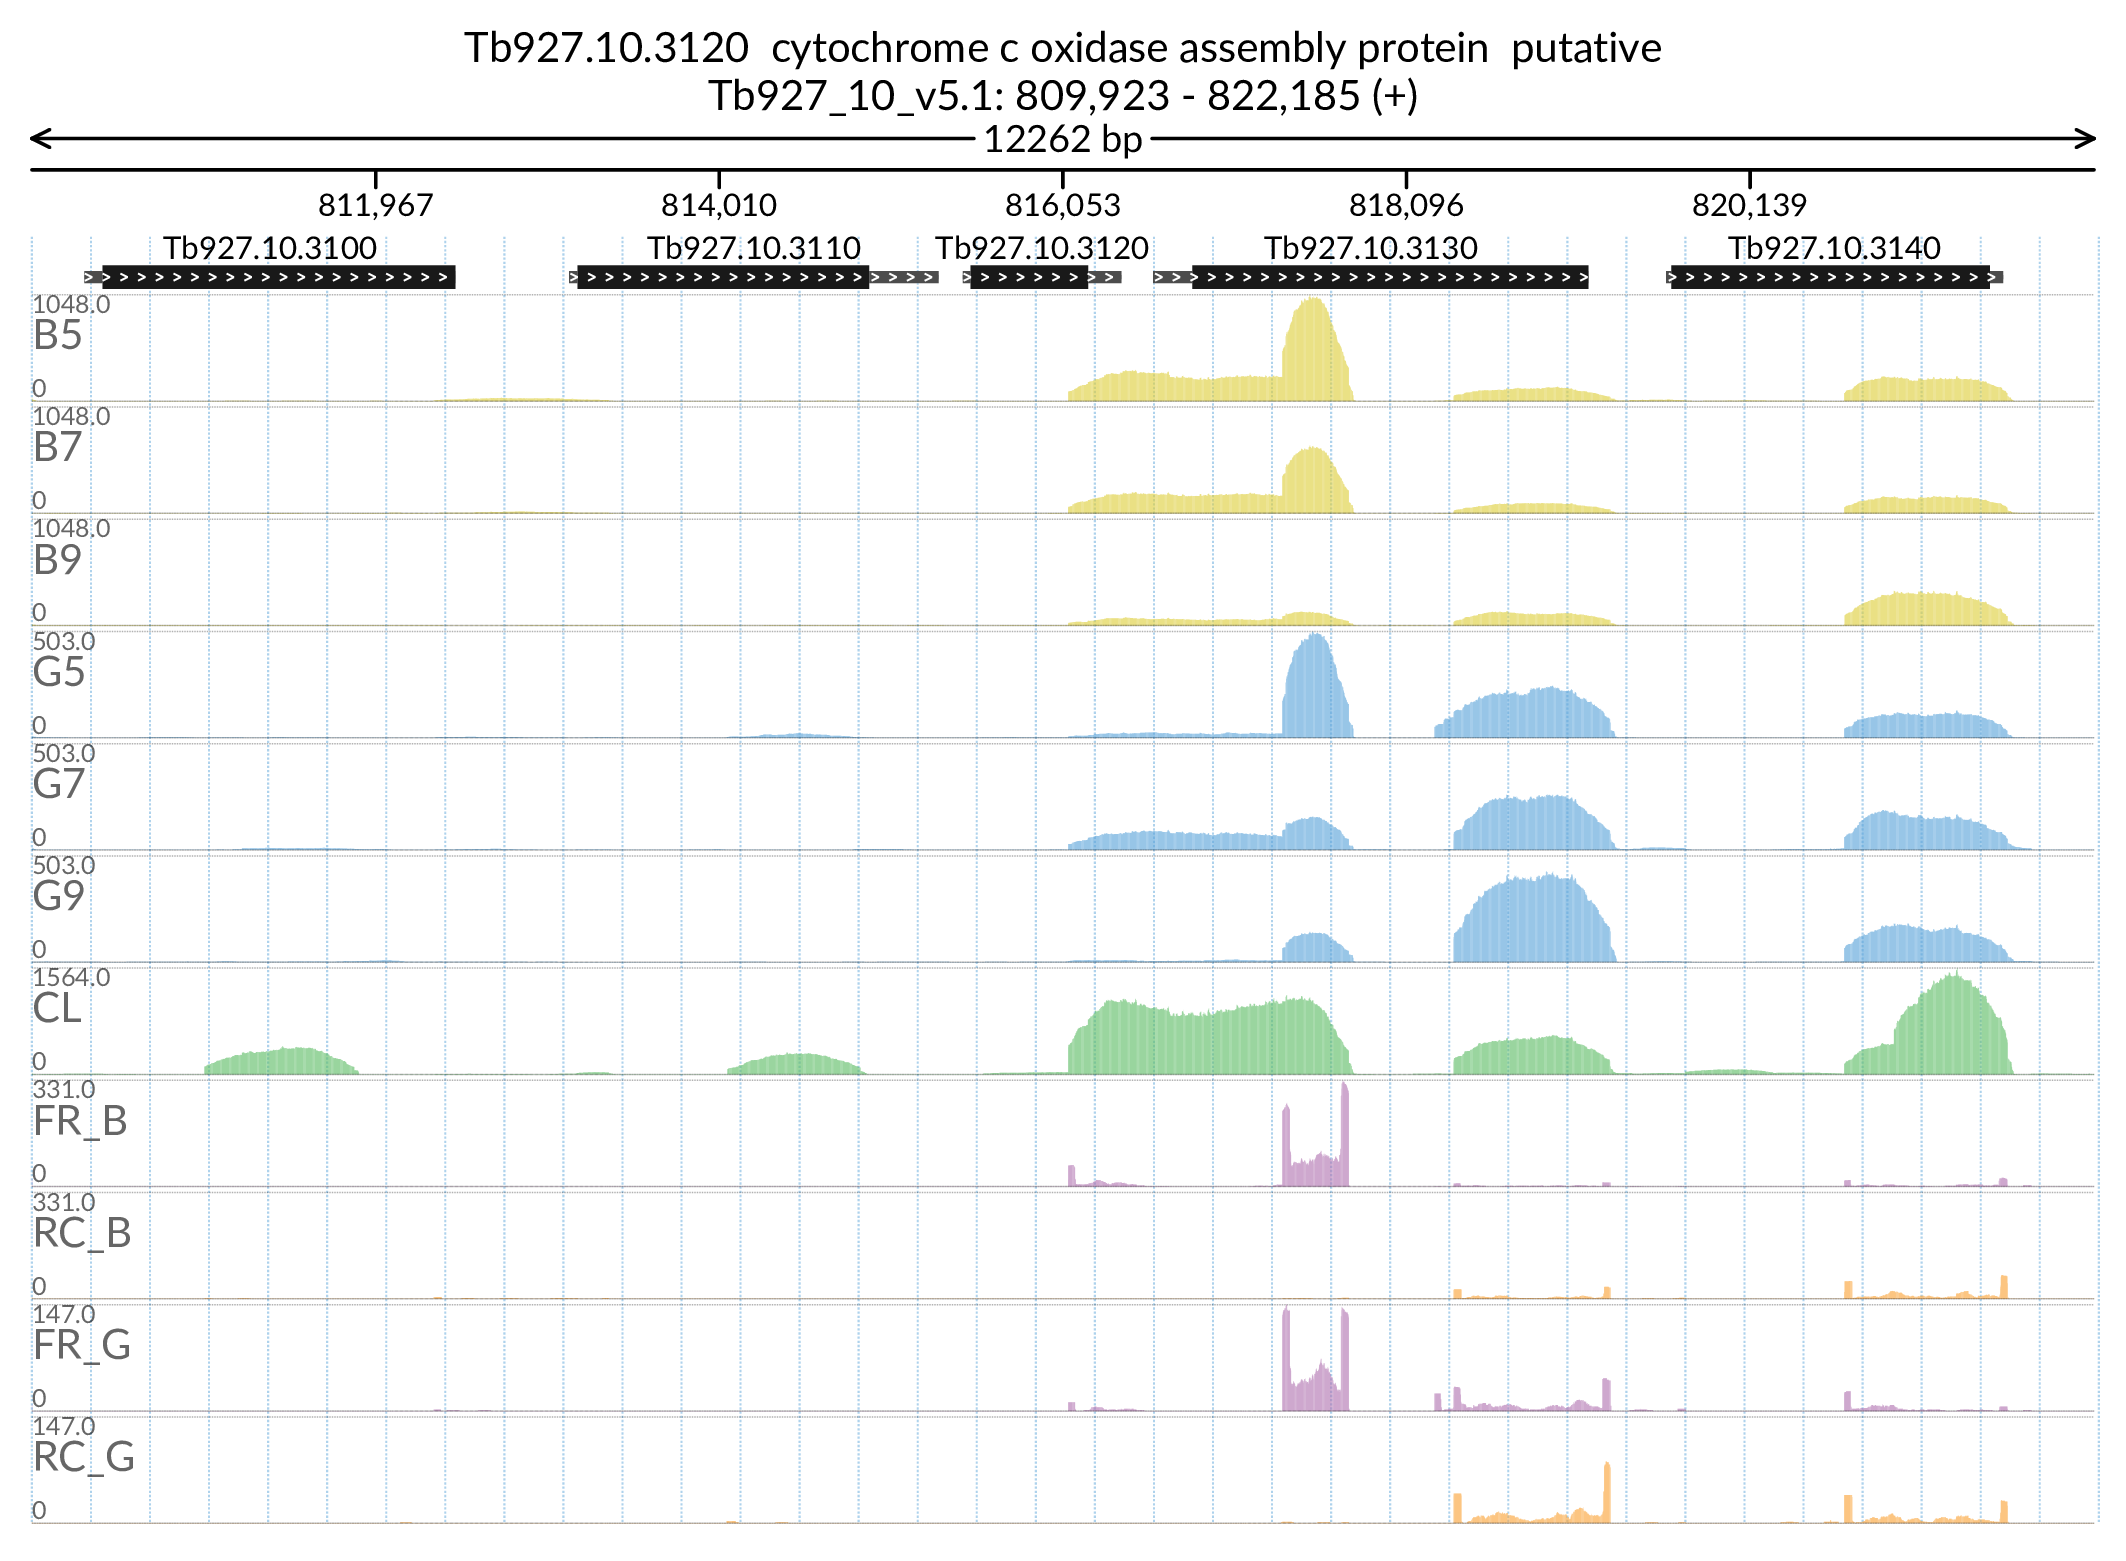 Tb927.10.3120  cytochrome c oxidase assembly protein  putative
Tb927_10_v5.1: 809,923 - 822,185 (+)
12262 bp
811,967 814,010 816,053 818,096 820,139
Tb927.10.3100 Tb927.10.3110 Tb927.10.3120 Tb927.10.3130 Tb927.10.3140
1048.0
B5
0
1048.0
B7
0
1048.0
B9
0
503.0
G5
0
503.0
G7
0
503.0
G9
0
1564.0
CL
0
331.0
FR_B
0
331.0
RC_B
0
147.0
FR_G
0
147.0
RC_G
0